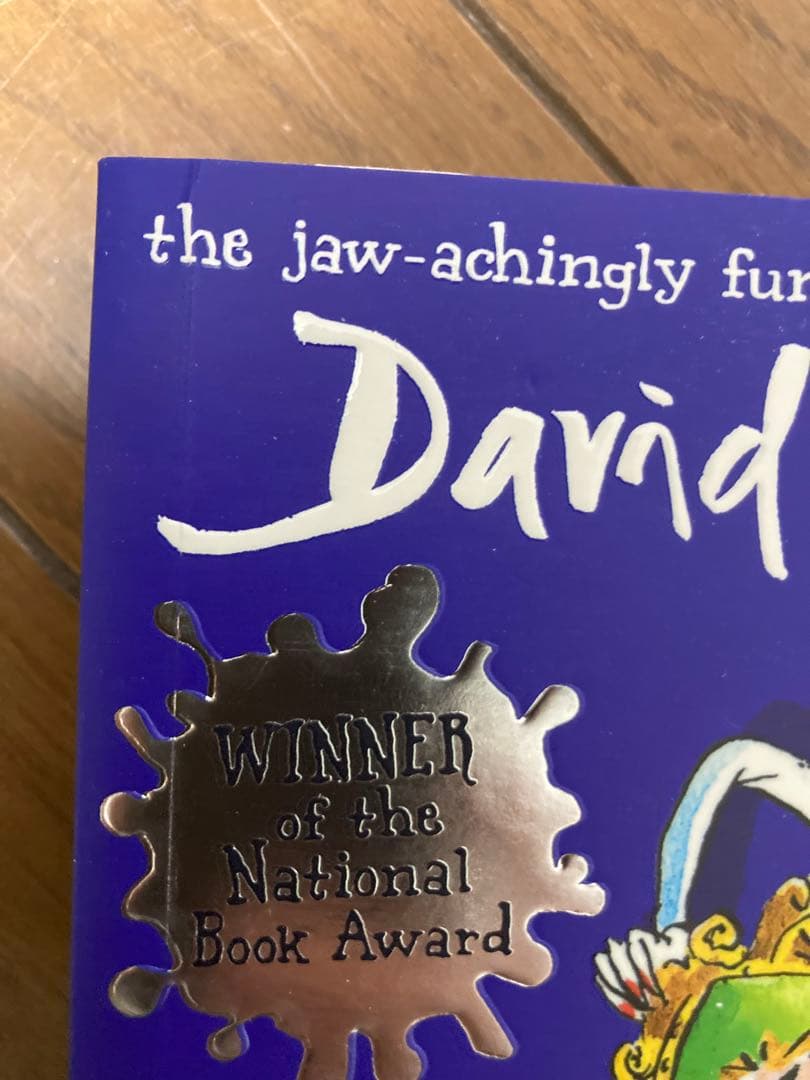 the jaw-achingly fur
David
WINNER
of the
National
Book Award